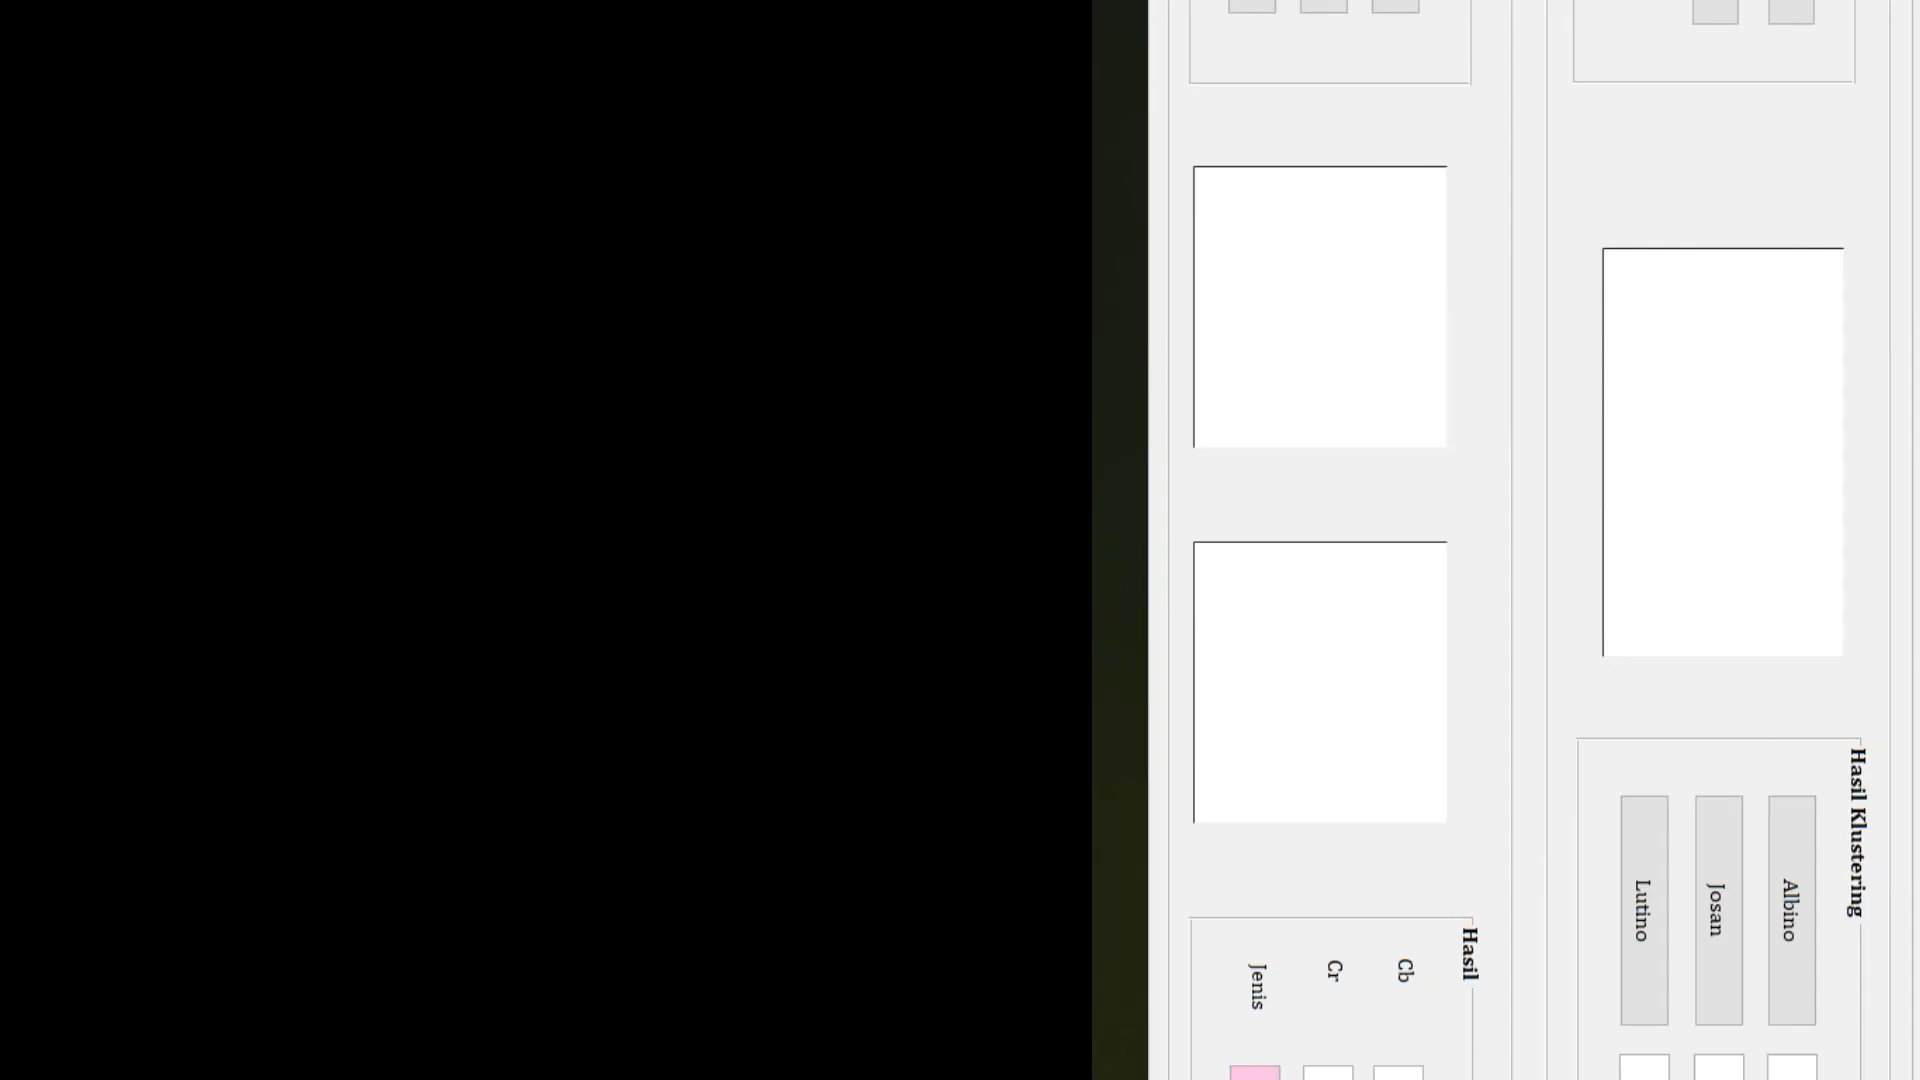 Hasil Klustering
Albino
Josan
Lutino
Hasil
Cb
Cr
Jenis